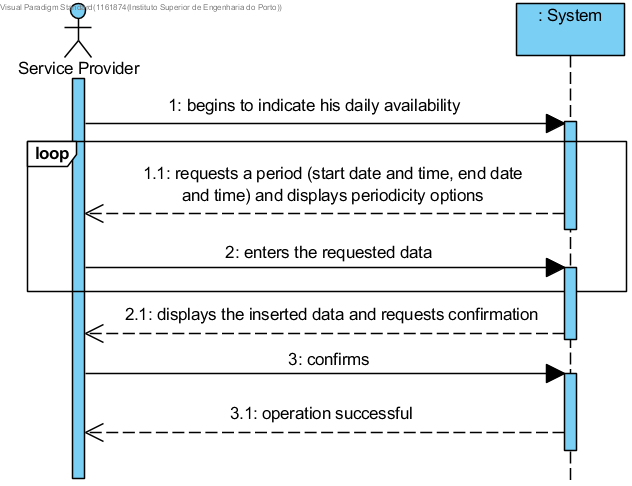 Visual Paradigm Standard(1161874(Instituto Superior de Engenharia do Porto))
: System
Service Provider
1: begins to indicate his daily availability
loop
1.1: requests a period (start date and time, end date
and time) and displays periodicity options
2: enters the requested data
2.1: displays the inserted data and requests confirmation
3: confirms
3.1: operation successful